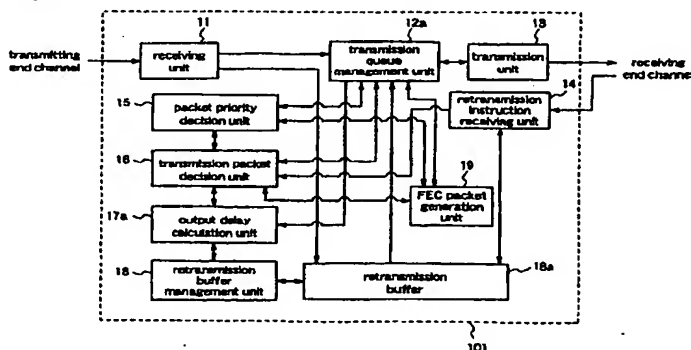 11
12a
13
transmitting
end channel
receiving
unit
transmission
queue
management unit
transmission
unit
receiving
end channel
14
15
packet priority
decision unit
retransmission
instruction
receiving unit
16
transmission packet
decision unit
19
FEC packet
generation
unit
17a
output delay
calculation unit
18
retransmission
buffer
management unit
retransmission
buffer
18a
101